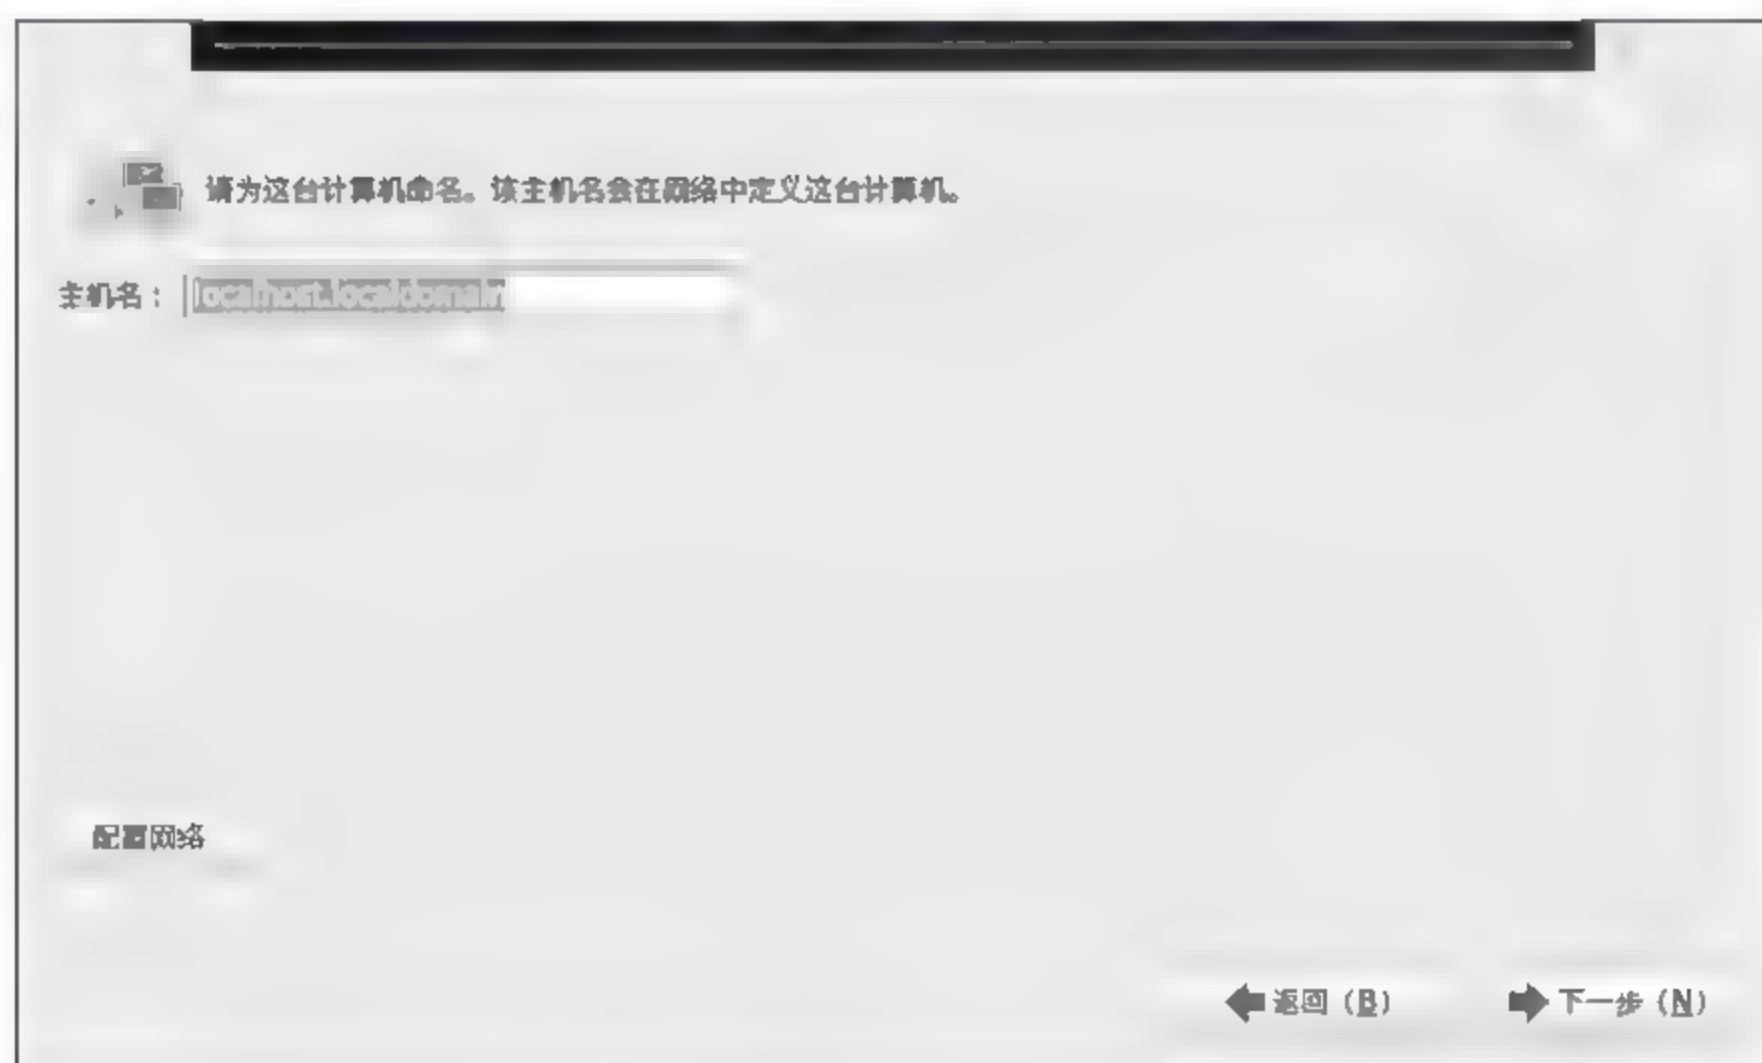 请为这台计算机命名。该主机名会在网络中定义这台计算机。
主机名： localhost.localdomain
配置网络
返回（B） 下一步（N）